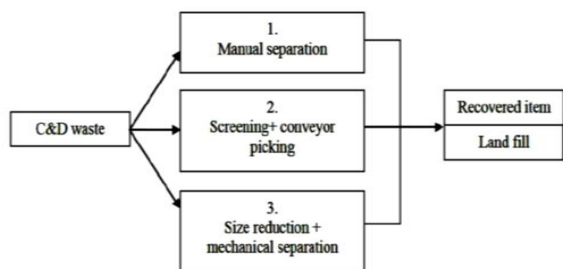 C&D waste
1.
Manual separation
2.
Screening+ conveyor
picking
3.
Size reduction +
mechanical separation
Recovered item
Land fill